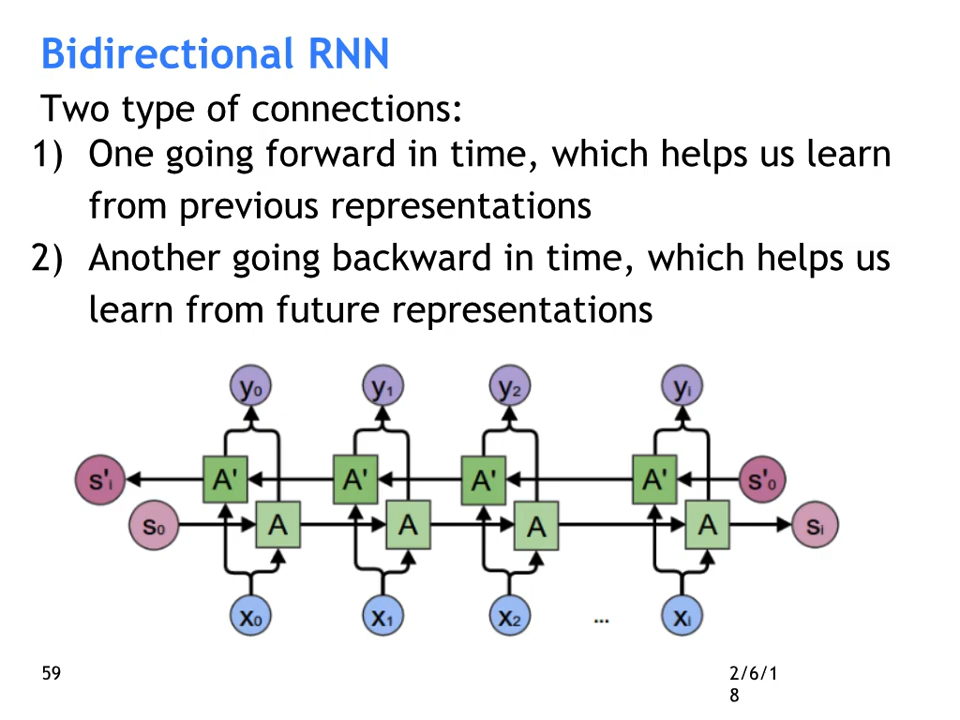 Bidirectional RNN
Two type of connections:
1) One going forward in time, which helps us learn
from previous representations
2) Another going backward in time, which helps us
learn from future representations
y₀ y₁ y₂ yᵢ
s'ᵢ A' A' A' A' s'₀
s₀ A A A A sᵢ
x₀ x₁ x₂ ... xᵢ
59 2/6/1
8